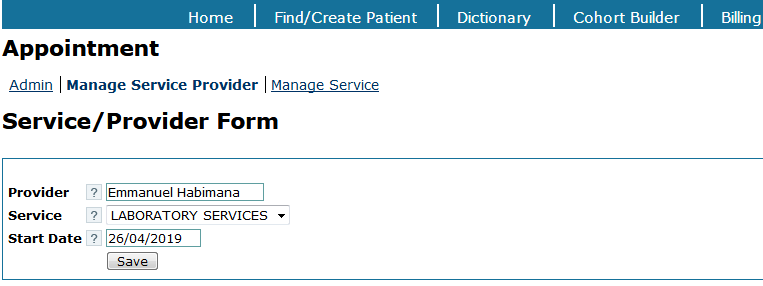 Home Find/Create Patient Dictionary Cohort Builder Billing
Appointment
Admin Manage Service Provider Manage Service
Service/Provider Form
Provider ? Emmanuel Habimana
Service ? LABORATORY SERVICES
Start Date ? 26/04/2019
Save